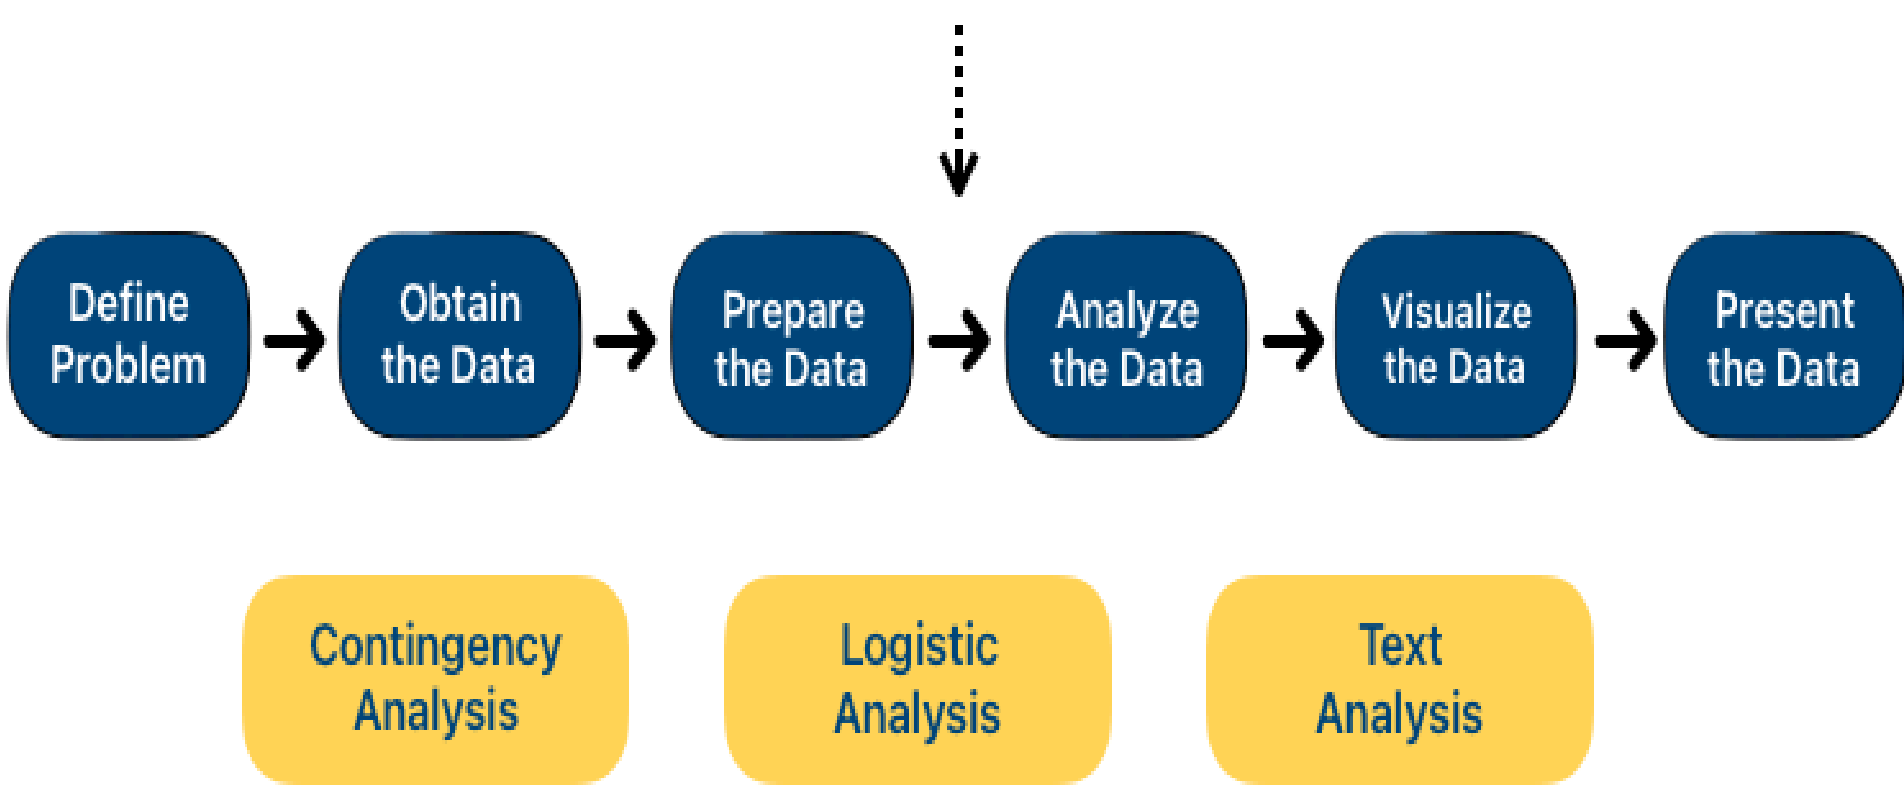 Define
Problem
Obtain
the Data
Prepare
the Data
Analyze
the Data
Visualize
the Data
Present
the Data
Contingency
Analysis
Logistic
Analysis
Text
Analysis